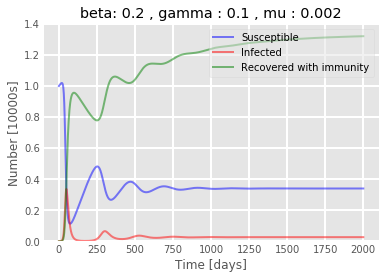 beta: 0.2 , gamma : 0.1 , mu : 0.002
Number [10000s]
1.4
1.2
1.0
0.8
0.6
0.4
0.2
0.0
Susceptible
Infected
Recovered with immunity
0 250 500 750 1000 1250 1500 1750 2000
Time [days]